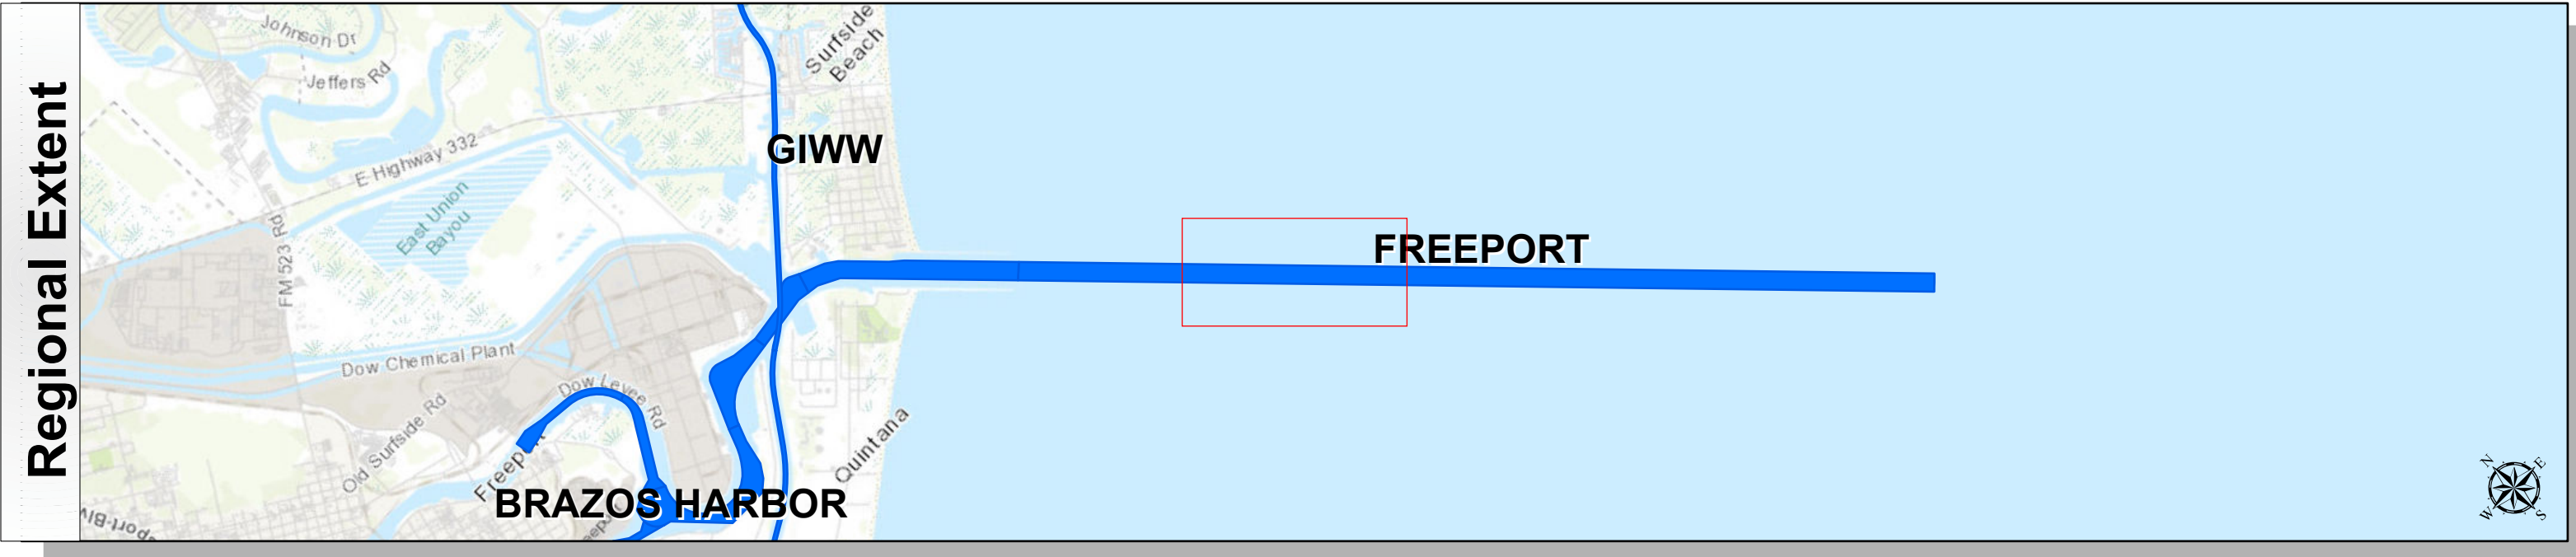 Regional Extent
Johnson Dr
Jeffers Rd
Surfside
Beach
GIWW
E Highway 332
East Union
Bayou
FM 523 Rd
FREEPORT
Dow Chemical Plant
Dow Levee Rd
Old Surfside Rd
Freeport
Quintana
BRAZOS HARBOR
N
E
W
S